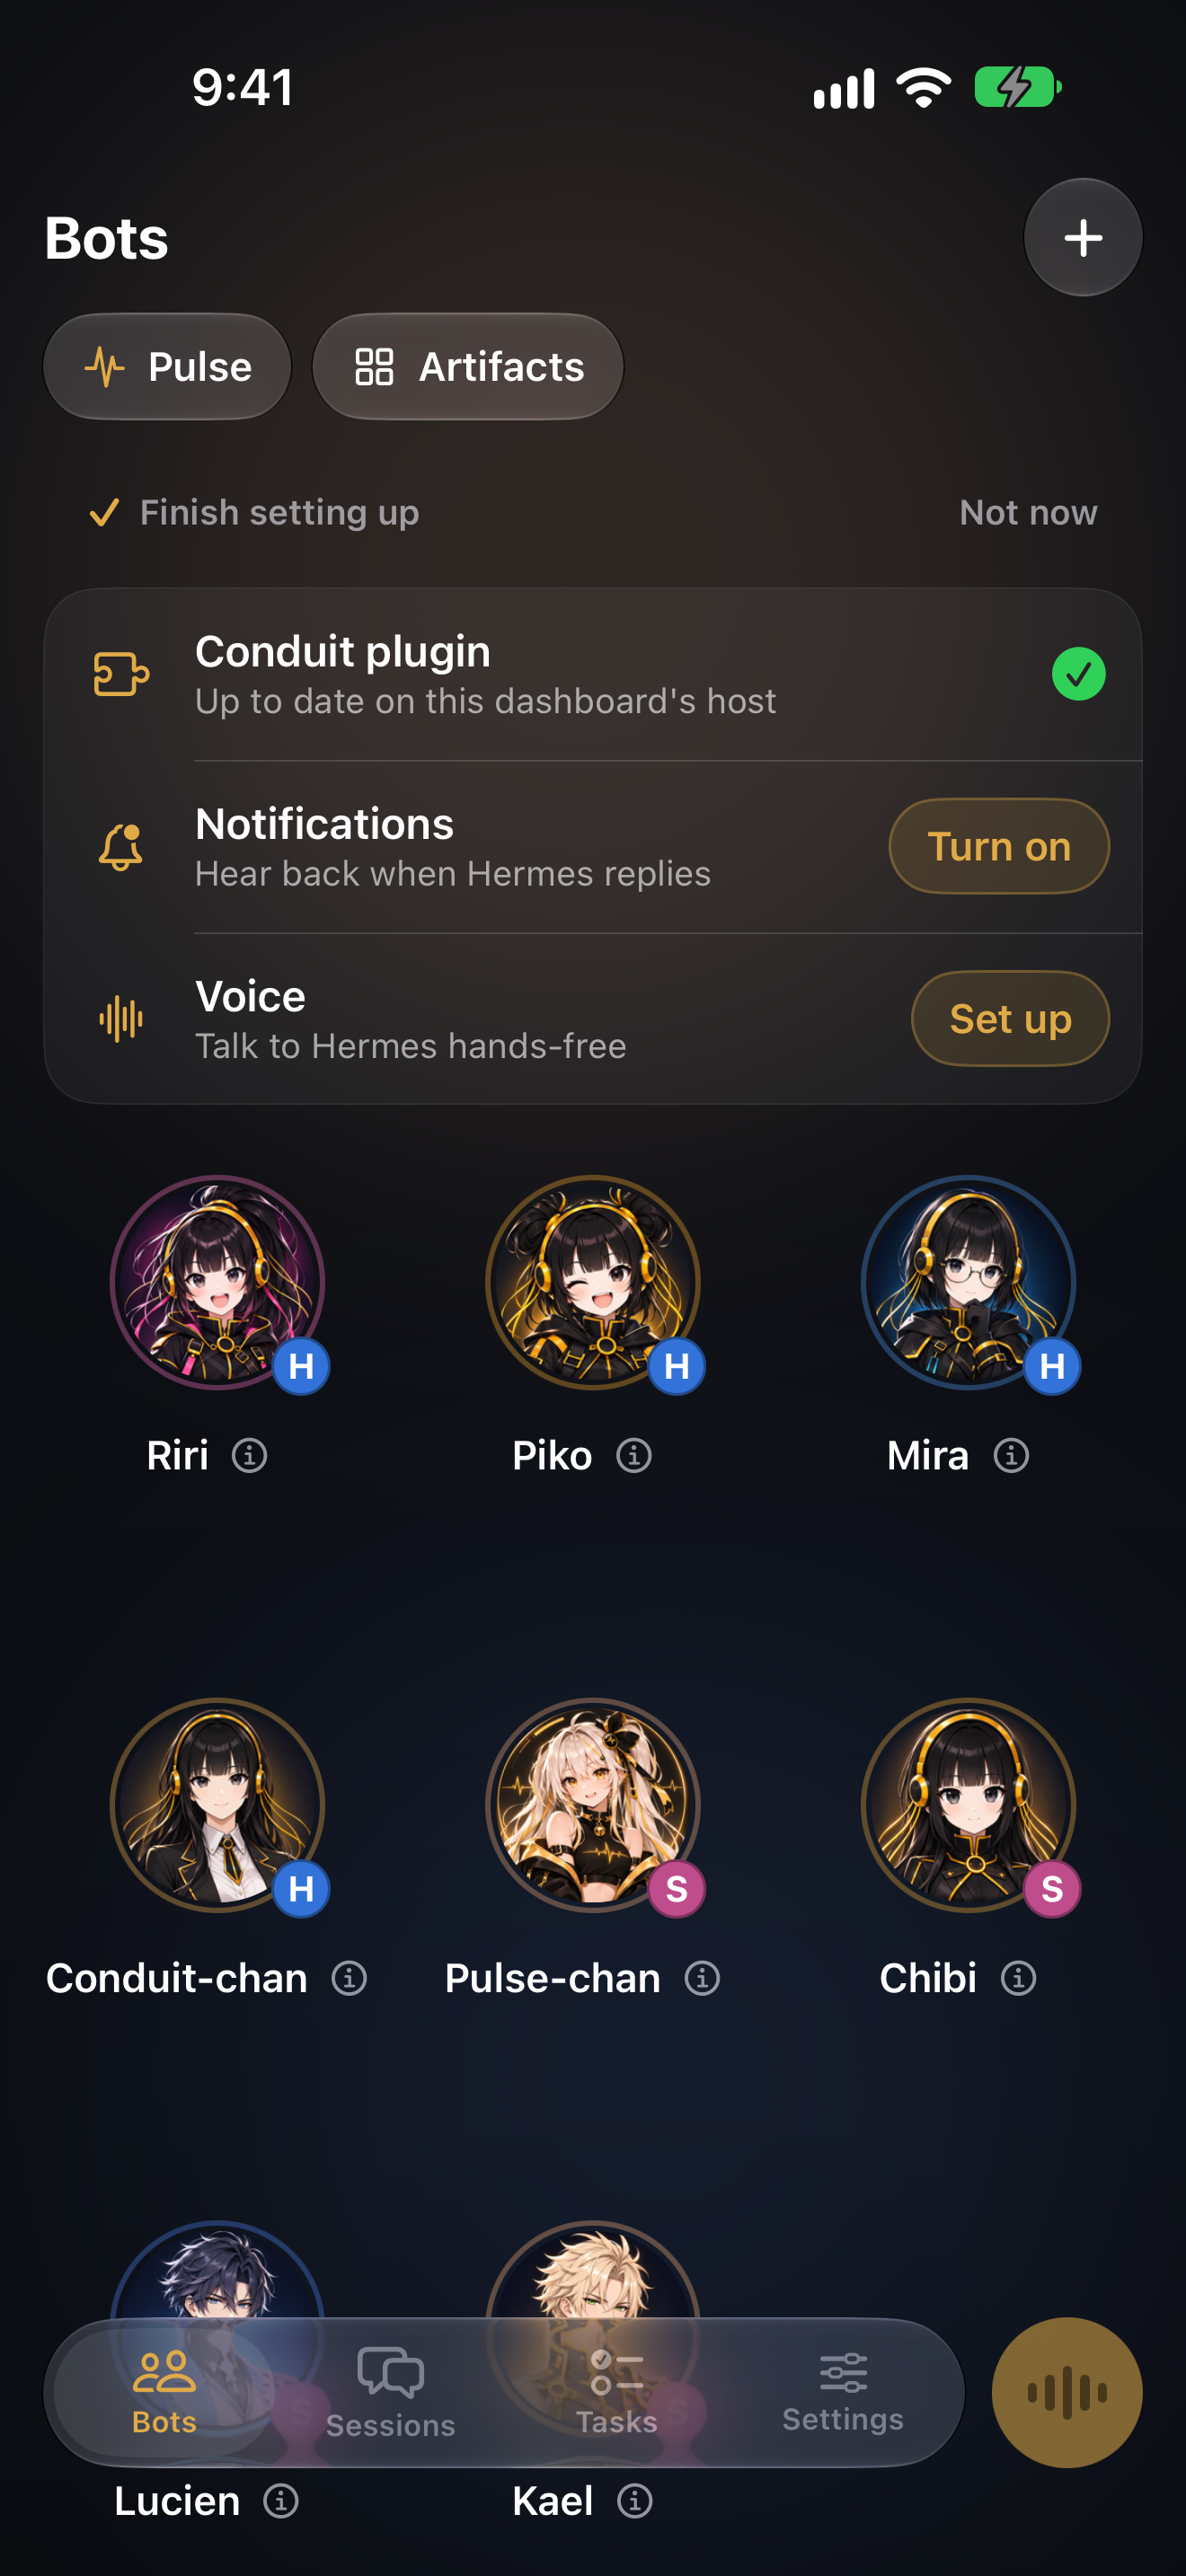 9:41
Bots
Pulse
Artifacts
Finish setting up
Not now
Conduit plugin
Up to date on this dashboard's host
Notifications
Hear back when Hermes replies
Turn on
Voice
Talk to Hermes hands-free
Set up
H
H
H
Riri
Piko
Mira
H
S
S
Conduit-chan
Pulse-chan
Chibi
S
S
Bots
Sessions
Tasks
Settings
Lucien
Kael